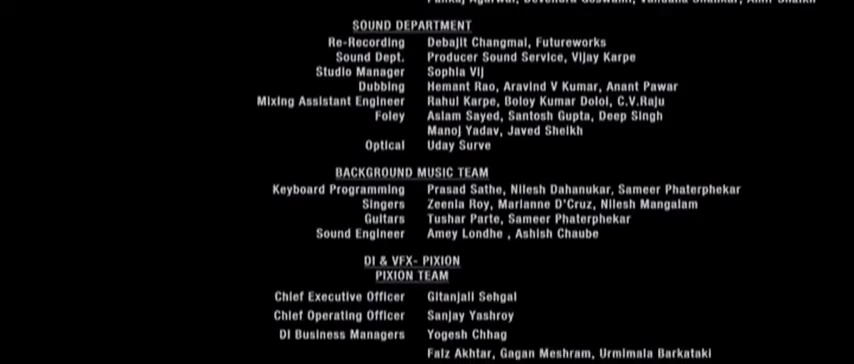 SOUND DEPARTMENT
Re-Recording Debajit Changmai, Futureworks
Sound Dept. Producer Sound Service, Vijay Karpe
Studio Manager Sophia Vij
Dubbing Hemant Rao, Aravind V Kumar, Anant Pawar
Mixing Assistant Engineer Rahul Karpe, Boloy Kumar Doloi, C.V.Raju
Foley Aslam Sayed, Santosh Gupta, Deep Singh
Manoj Yadav, Javed Sheikh
Optical Uday Surve
BACKGROUND MUSIC TEAM
Keyboard Programming Prasad Sathe, Nilesh Dahanukar, Sameer Phaterphekar
Singers Zeenia Roy, Marianne D'Cruz, Nilesh Mangalam
Guitars Tushar Parte, Sameer Phaterphekar
Sound Engineer Amey Londhe , Ashish Chaube
DI & VFX- PIXION
PIXION TEAM
Chief Executive Officer Gitanjali Sehgal
Chief Operating Officer Sanjay Yashroy
DI Business Managers Yogesh Chhag
Faiz Akhtar, Gagan Meshram, Urmimala Barkataki